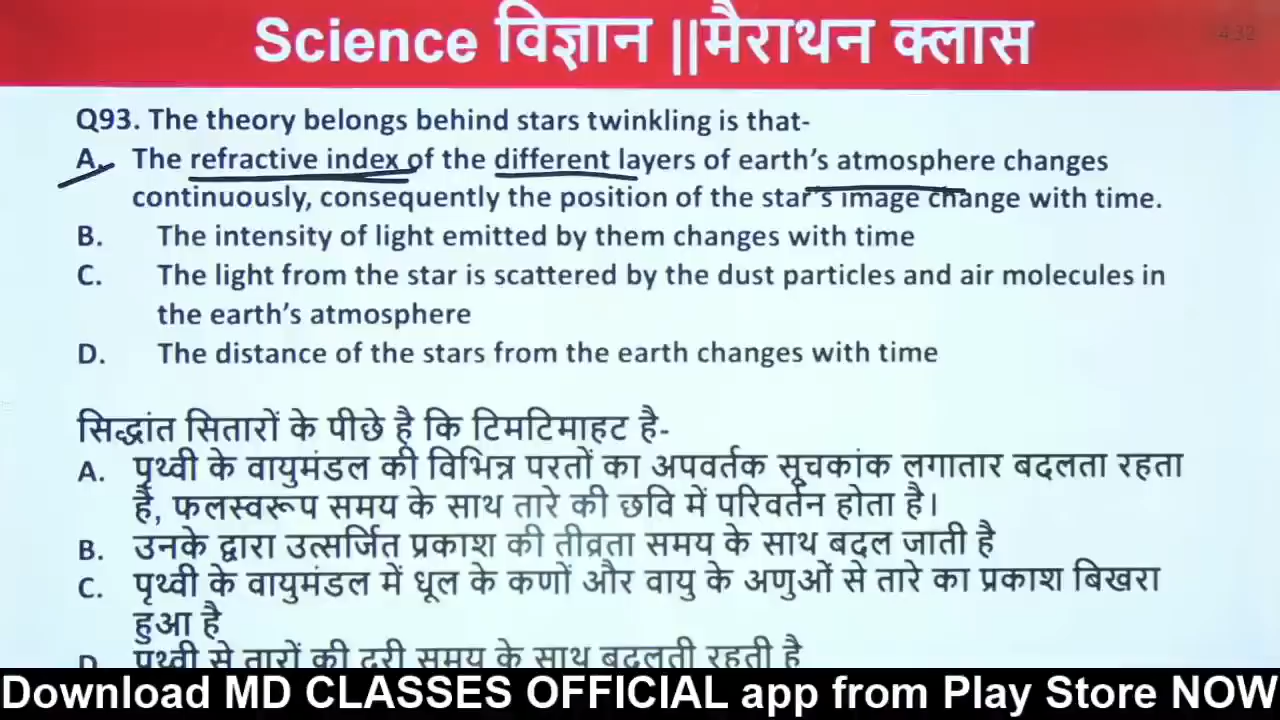 Science विज्ञान ||मैराथन क्लास
4:32
Q93. The theory belongs behind stars twinkling is that-
A. The refractive index of the different layers of earth's atmosphere changes
continuously, consequently the position of the star's image change with time.
B. The intensity of light emitted by them changes with time
C. The light from the star is scattered by the dust particles and air molecules in
the earth's atmosphere
D. The distance of the stars from the earth changes with time
सिद्धांत सितारों के पीछे है कि टिमटिमाहट है-
A. पृथ्वी के वायुमंडल की विभिन्न परतों का अपवर्तक सूचकांक लगातार बदलता रहता
है, फलस्वरूप समय के साथ तारे की छवि में परिवर्तन होता है।
B. उनके द्वारा उत्सर्जित प्रकाश की तीव्रता समय के साथ बदल जाती है
C. पृथ्वी के वायुमंडल में धूल के कणों और वायु के अणुओं से तारे का प्रकाश बिखरा
हुआ है
D. पृथ्वी से तारों की दूरी समय के साथ बदलती रहती है
Download MD CLASSES OFFICIAL app from Play Store NOW